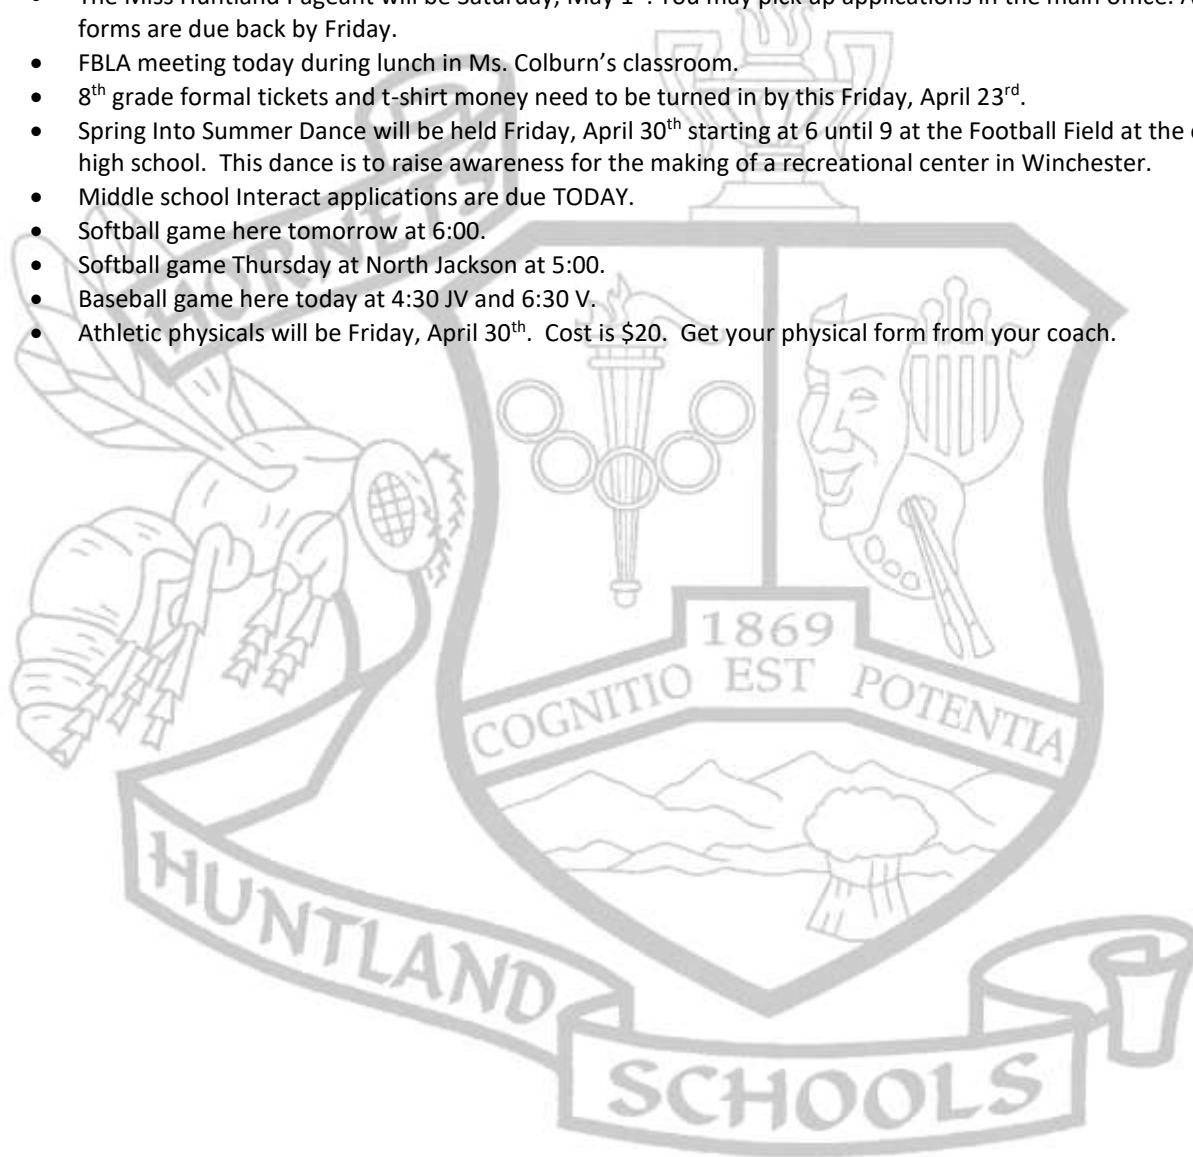 The Miss Huntland Pageant will be Saturday, May 1st. You may pick up applications in the main office.
forms are due back by Friday.
• FBLA meeting today during lunch in Ms. Colburn’s classroom.
• 8th grade formal tickets and t-shirt money need to be turned in by this Friday, April 23rd.
• Spring Into Summer Dance will be held Friday, April 30th starting at 6 until 9 at the Football Field at the
high school.  This dance is to raise awareness for the making of a recreational center in Winchester.
• Middle school Interact applications are due TODAY.
• Softball game here tomorrow at 6:00.
• Softball game Thursday at North Jackson at 5:00.
• Baseball game here today at 4:30 JV and 6:30 V.
• Athletic physicals will be Friday, April 30th.  Cost is $20.  Get your physical form from your coach.
HORNETS
1869
COGNITIO EST POTENTIA
HUNTLAND
SCHOOLS